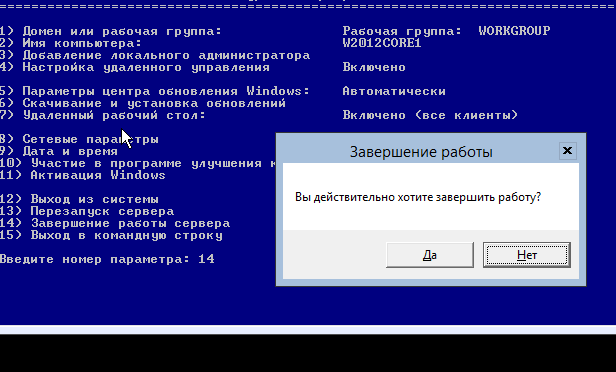 1) Домен или рабочая группа: Рабочая группа: WORKGROUP
2) Имя компьютера: W2012CORE1
3) Добавление локального администратора
4) Настройка удаленного управления Включено
5) Параметры центра обновления Windows: Автоматически
6) Скачивание и установка обновлений
7) Удаленный рабочий стол: Включено (все клиенты)
8) Сетевые параметры
9) Дата и время
10) Участие в программе улучшения
11) Активация Windows
12) Выход из системы
13) Перезапуск сервера
14) Завершение работы сервера
15) Выход в командную строку
Введите номер параметра: 14
Завершение работы
Вы действительно хотите завершить работу?
Да
Нет